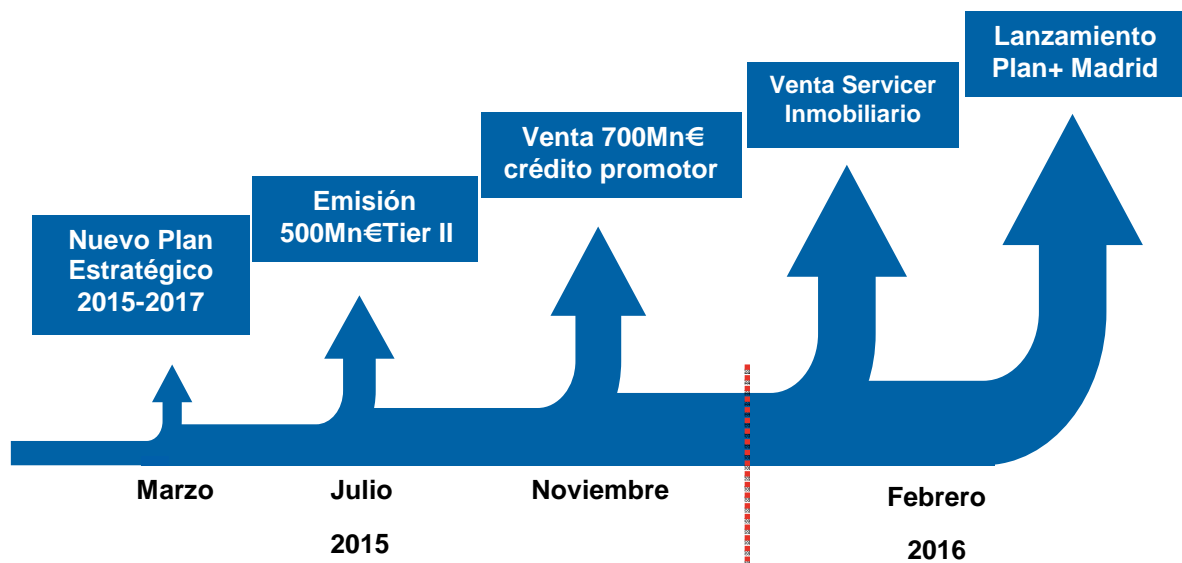 Nuevo Plan
Estratégico
2015-2017
Emisión
500Mn€Tier II
Venta 700Mn€
crédito promotor
Venta Servicer
Inmobiliario
Lanzamiento
Plan+ Madrid
Marzo
Julio
Noviembre
Febrero
2015
2016